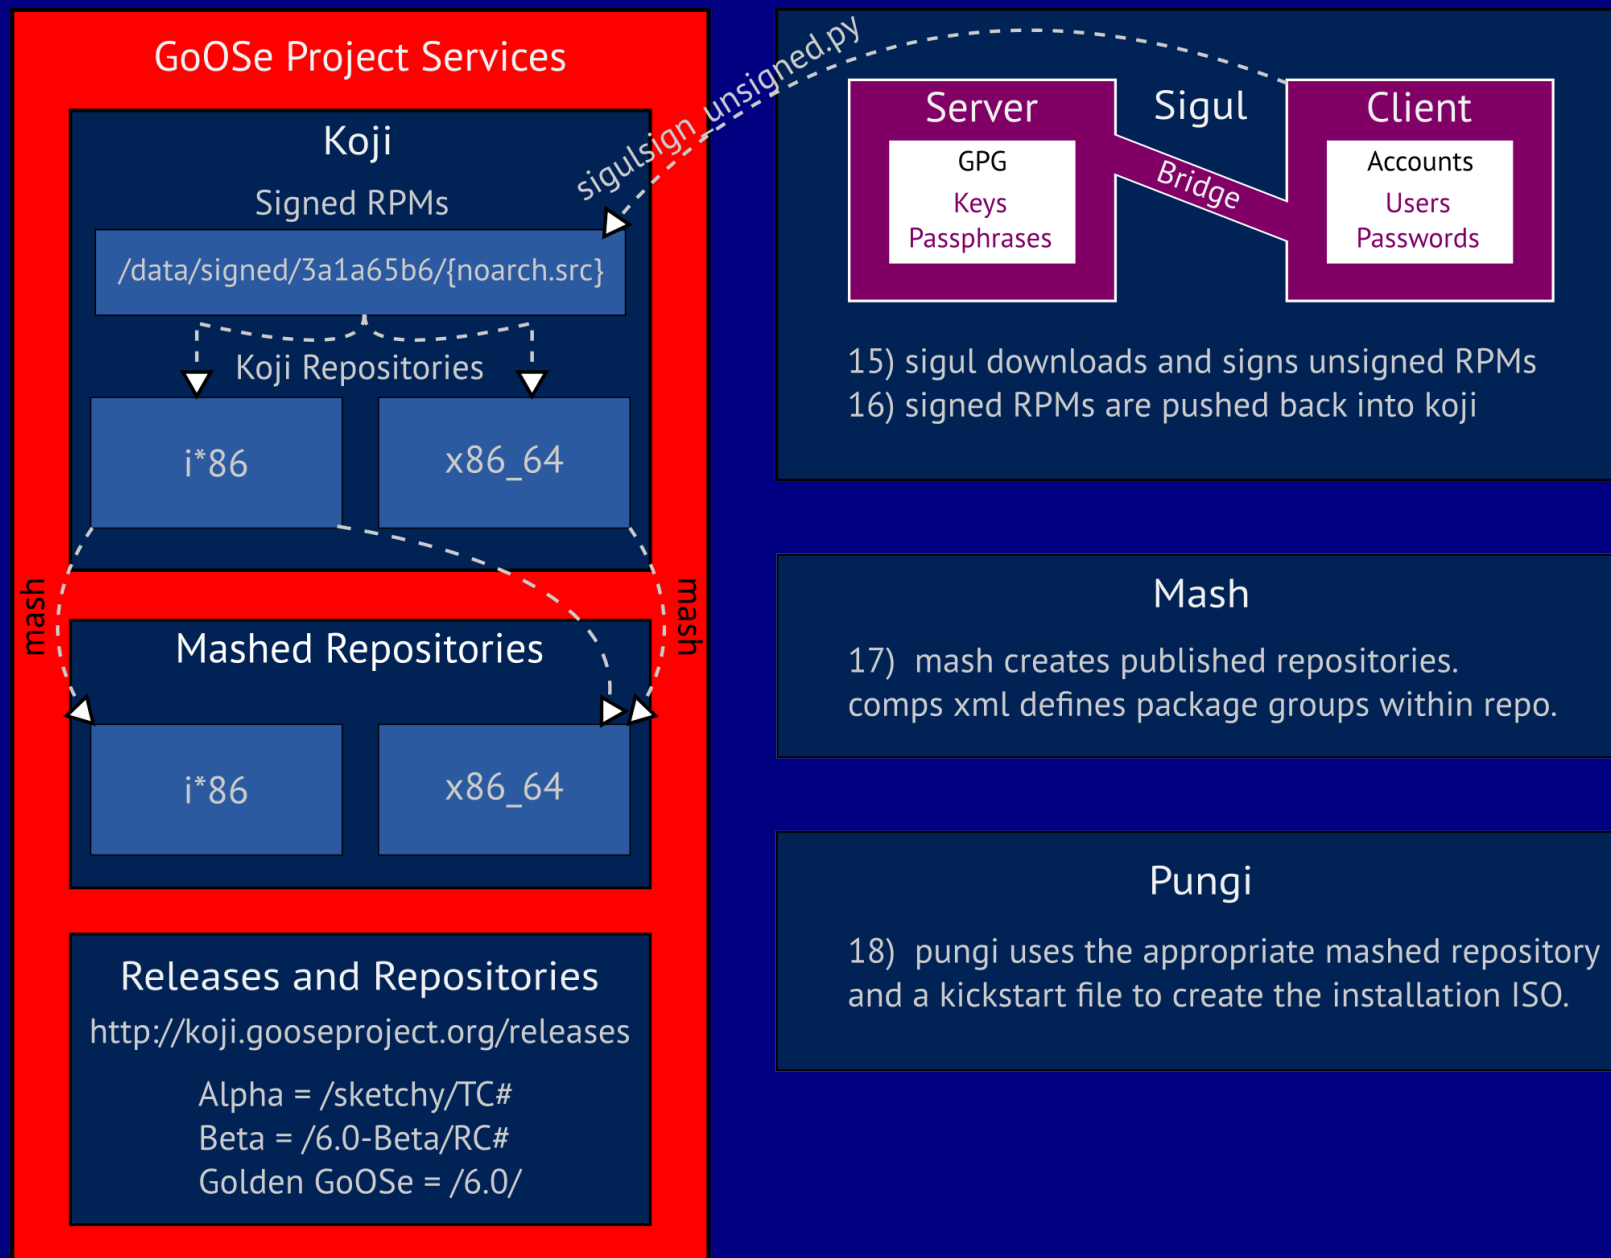 GoOSe Project Services
Koji
Signed RPMs
/data/signed/3a1a65b6/{noarch.src}
Koji Repositories
i*86
x86_64
mash
mash
Mashed Repositories
i*86
x86_64
Releases and Repositories
http://koji.gooseproject.org/releases
Alpha = /sketchy/TC#
Beta = /6.0-Beta/RC#
Golden GoOSe = /6.0/
sigulsign_unsigned.py
Sigul
Server
GPG
Keys
Passphrases
Bridge
Client
Accounts
Users
Passwords
15) sigul downloads and signs unsigned RPMs
16) signed RPMs are pushed back into koji
Mash
17)  mash creates published repositories.
comps xml defines package groups within repo.
Pungi
18)  pungi uses the appropriate mashed repository
and a kickstart file to create the installation ISO.